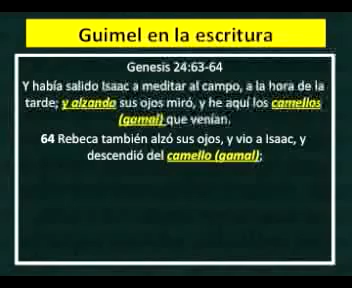 Guimel en la escritura
Genesis 24:63-64
Y había salido Isaac a meditar al campo, a la hora de la
tarde; y alzando sus ojos miró, y he aquí los camellos
(gamal) que venían.
64 Rebeca también alzó sus ojos, y vio a Isaac, y
descendió del camello (gamal);